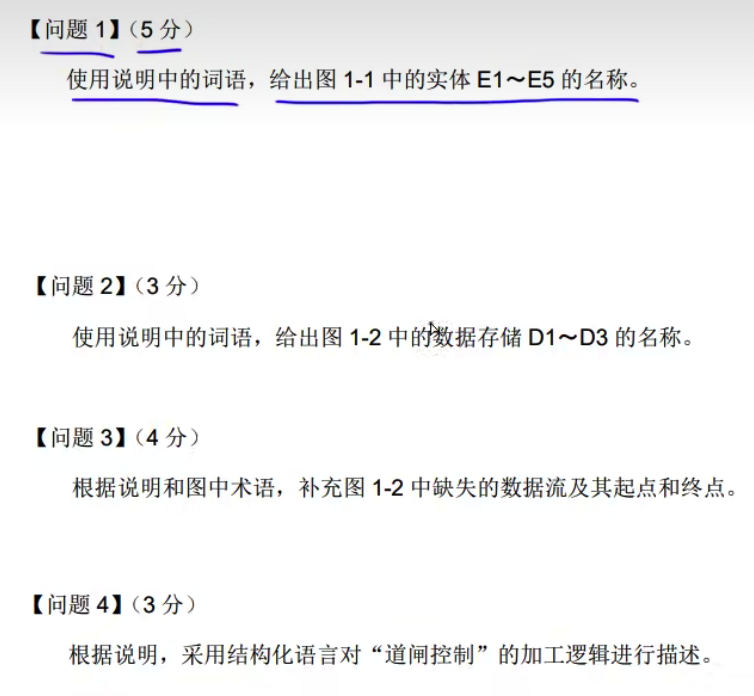 【问题 1】（5 分）
使用说明中的词语，给出图 1-1 中的实体 E1～E5 的名称。
【问题 2】（3 分）
使用说明中的词语，给出图 1-2 中的数据存储 D1～D3 的名称。
【问题 3】（4 分）
根据说明和图中术语，补充图 1-2 中缺失的数据流及其起点和终点。
【问题 4】（3 分）
根据说明，采用结构化语言对“道闸控制”的加工逻辑进行描述。